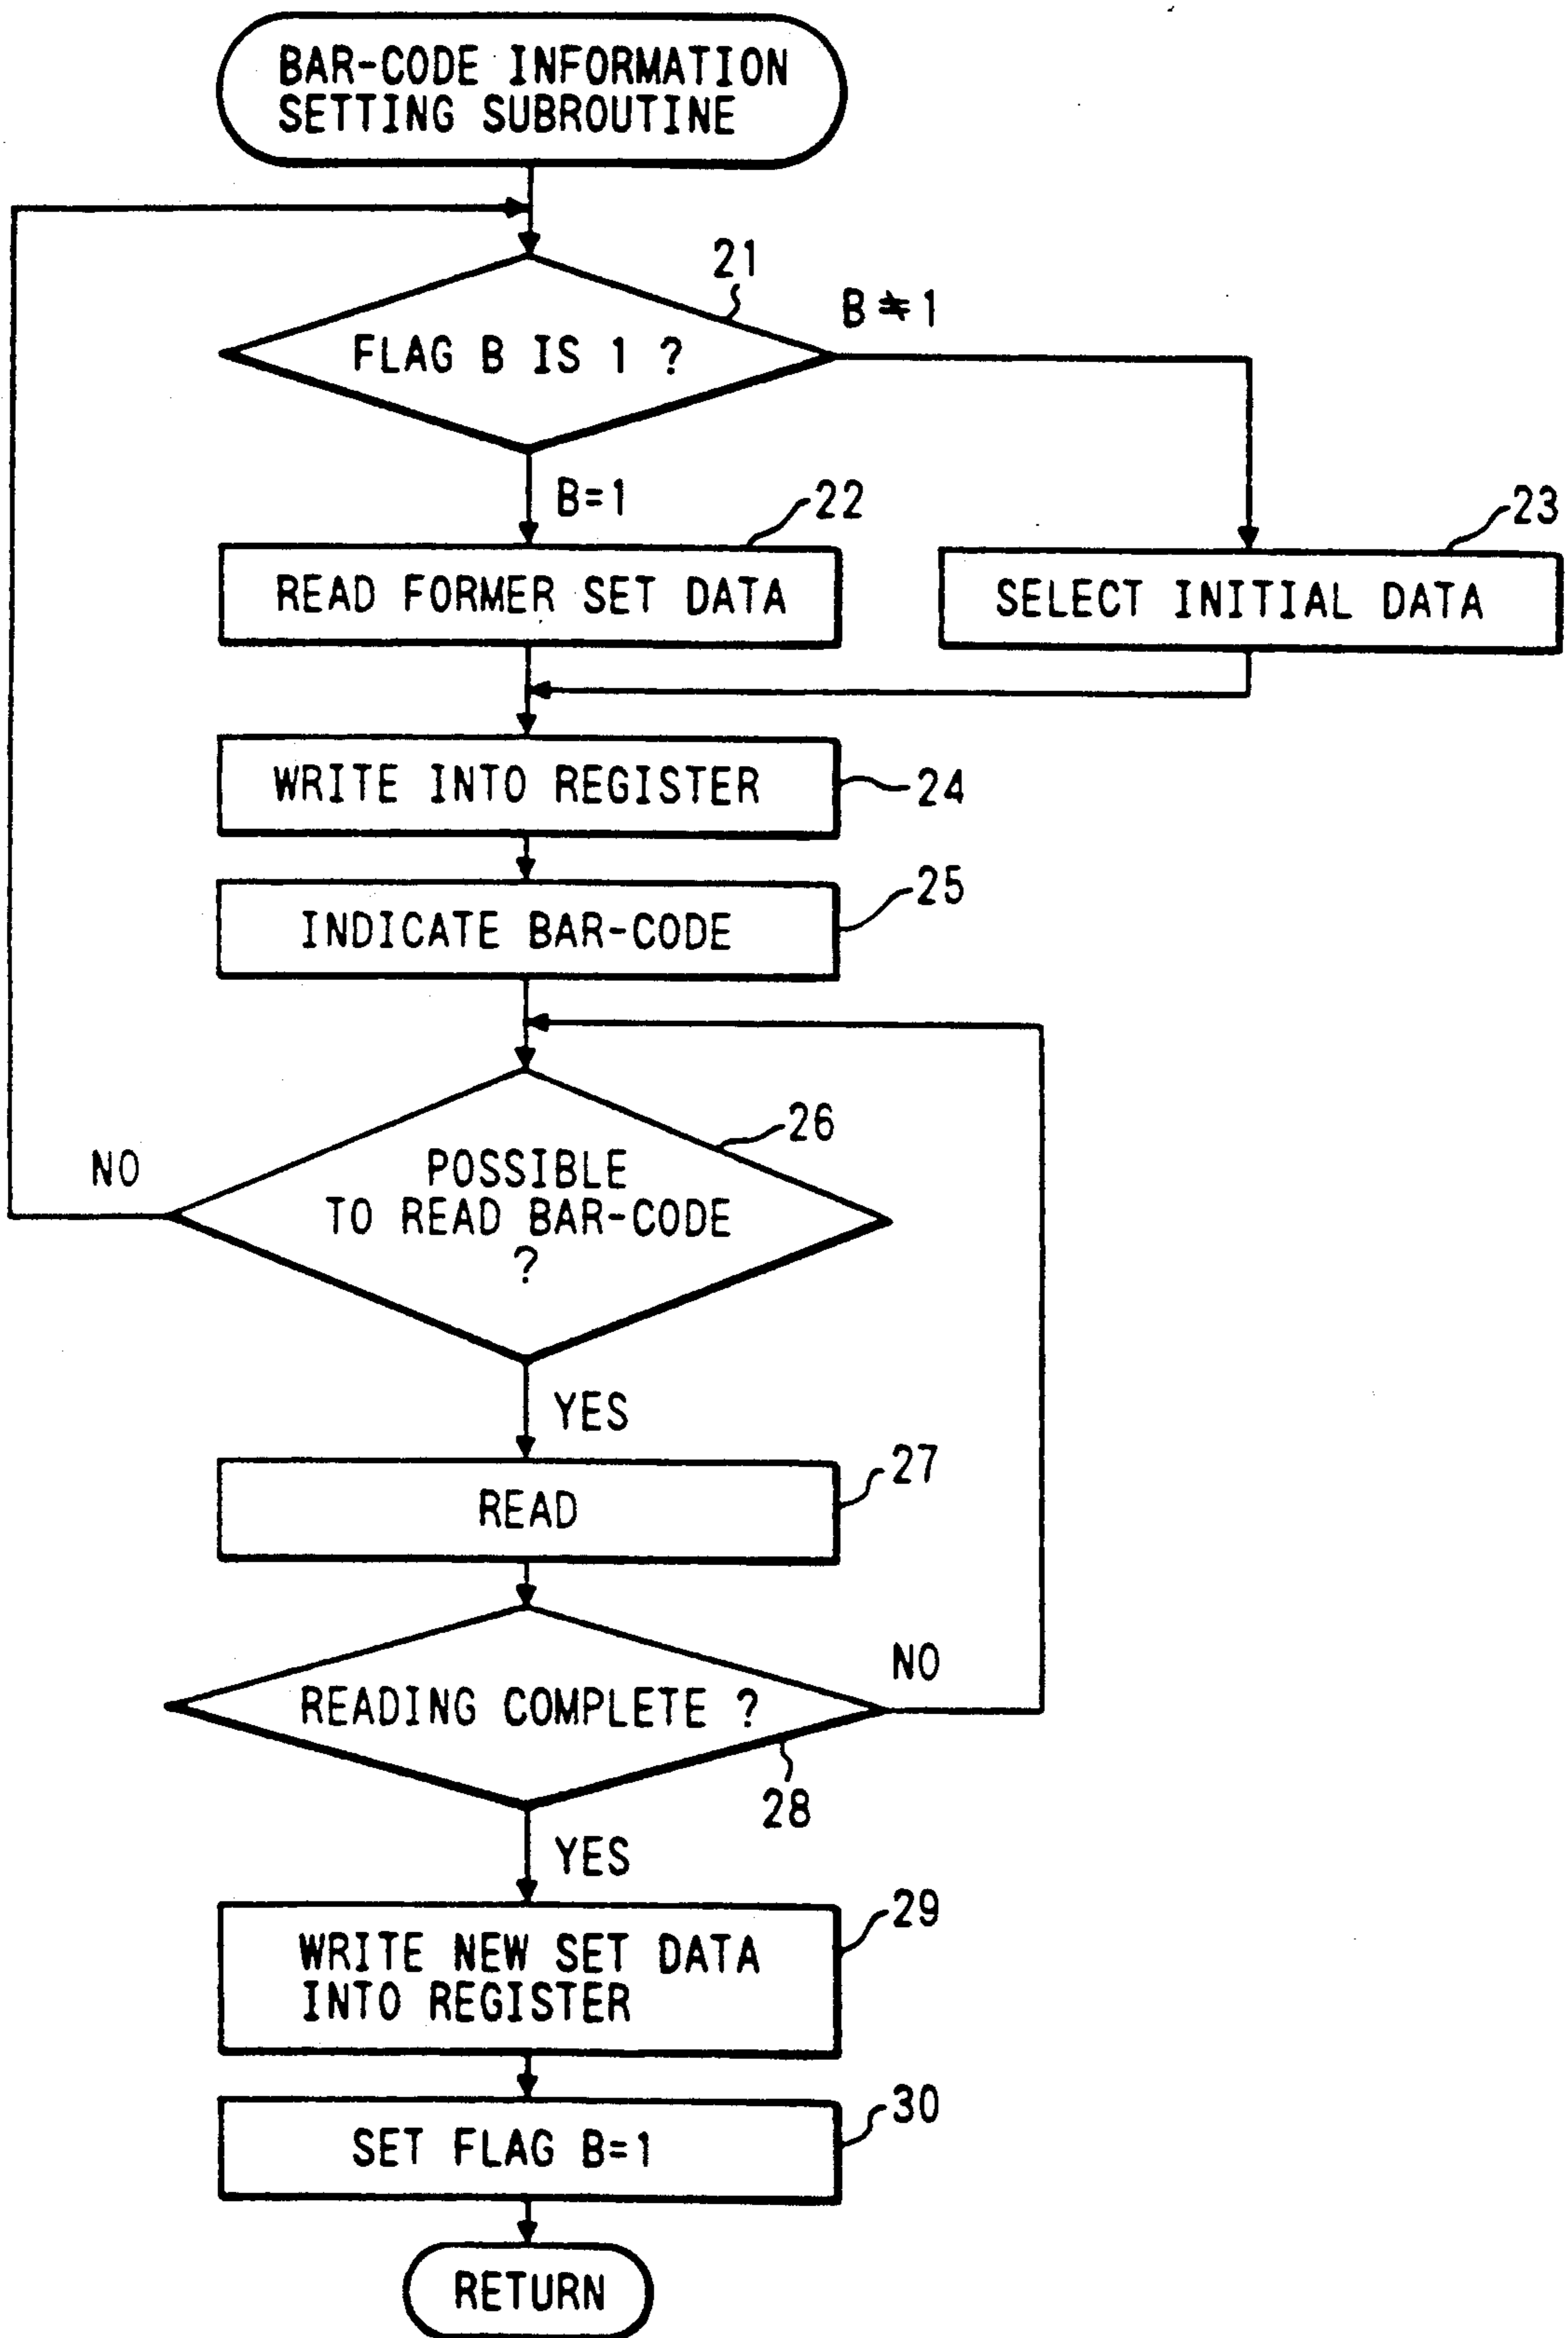 BAR-CODE INFORMATION
SETTING SUBROUTINE
21
B≠1
FLAG B IS 1 ?
B=1
22
23
READ FORMER SET DATA
SELECT INITIAL DATA
WRITE INTO REGISTER
24
25
INDICATE BAR-CODE
26
NO
POSSIBLE
TO READ BAR-CODE
?
YES
27
READ
NO
READING COMPLETE ?
28
YES
29
WRITE NEW SET DATA
INTO REGISTER
30
SET FLAG B=1
RETURN